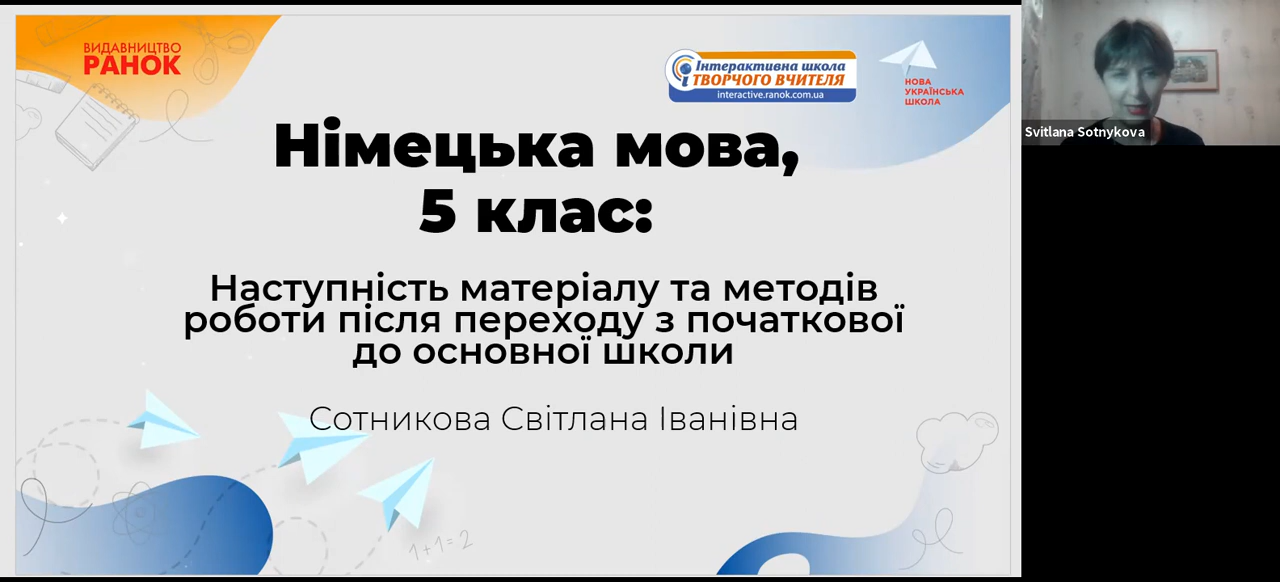 ВИДАВНИЦТВО
РАНОК
Інтерактивна школа
ТВОРЧОГО ВЧИТЕЛЯ
interactive.ranok.com.ua
НОВА
УКРАЇНСЬКА
ШКОЛА
Німецька мова,
5 клас:
Наступність матеріалу та методів
роботи після переходу з початкової
до основної школи
Сотникова Світлана Іванівна
1+1=2
Svitlana Sotnykova